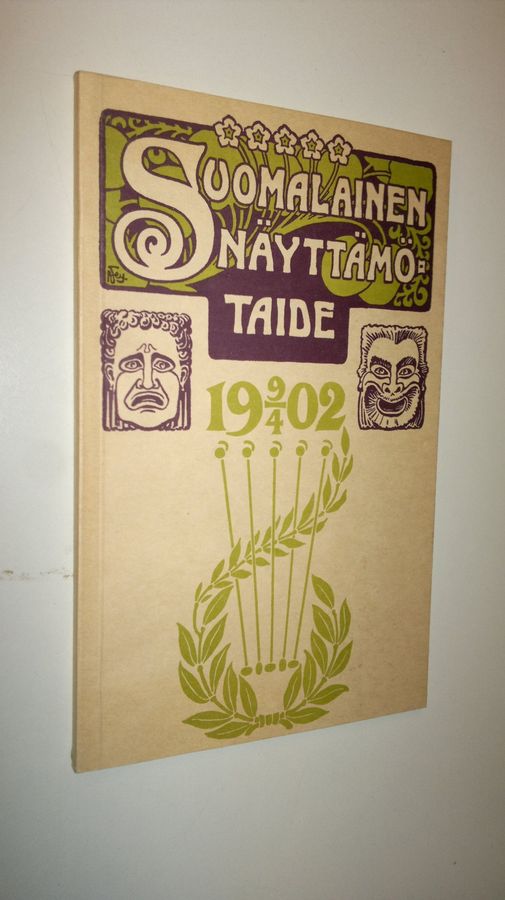 SUOMALAINEN
NÄYTTÄMÖ-
TAIDE
19 9/4 02